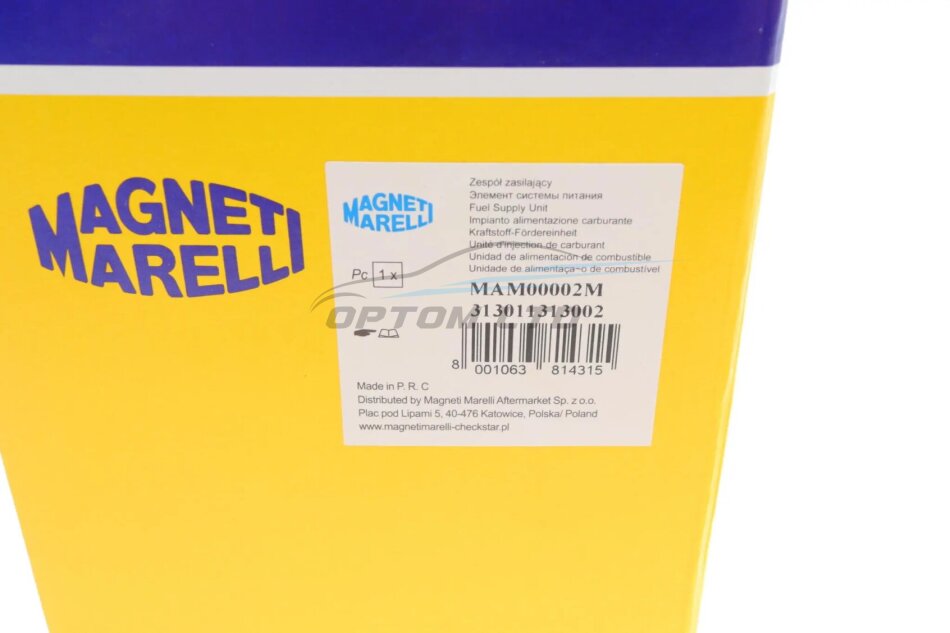 MAGNETI
MARELLI
MAGNETI
MARELLI
Zespół zasilający
Элемент системы питания
Fuel Supply Unit
Impianto alimentazione carburante
Kraftstoff-Fördereinheit
Unité d'injection de carburant
Unidad de alimentación de combustible
Unidade de alimentaça~o de combustível
Pc 1 x
MAM00002M
313011313002
OPTOM LTD
8 001063 814315
Made in P. R. C
Distributed by Magneti Marelli Aftermarket Sp. z o.o.
Plac pod Lipami 5, 40-476 Katowice, Polska/ Poland
www.magnetimarelli-checkstar.pl